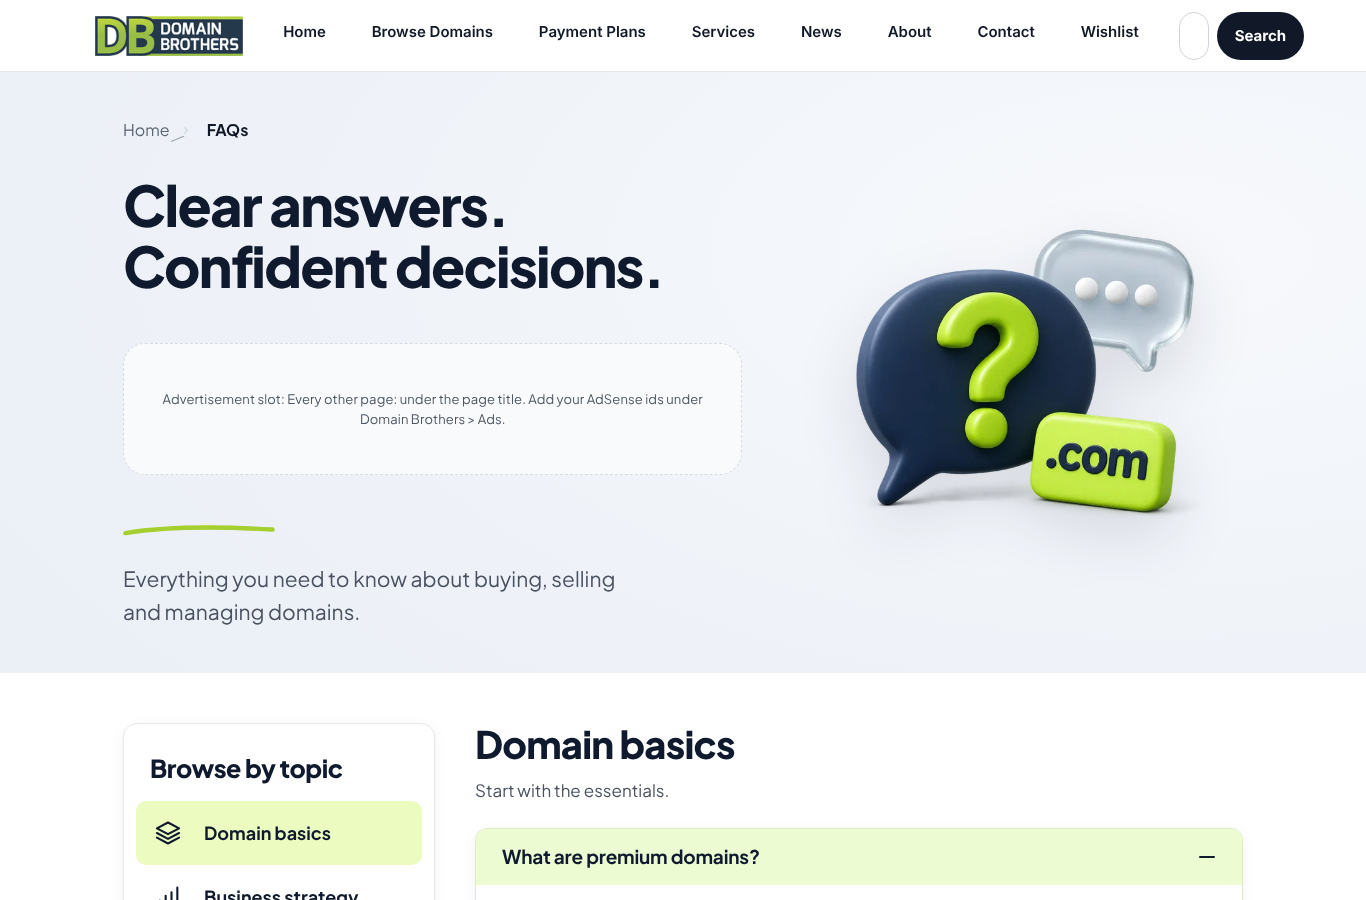 DB DOMAIN BROTHERS
Home
Browse Domains
Payment Plans
Services
News
About
Contact
Wishlist
Search
Home
FAQs
Clear answers.
Confident decisions.
Advertisement slot: Every other page: under the page title. Add your AdSense ids under
Domain Brothers > Ads.
?
.com
Everything you need to know about buying, selling
and managing domains.
Browse by topic
Domain basics
Business strategy
Domain basics
Start with the essentials.
What are premium domains?